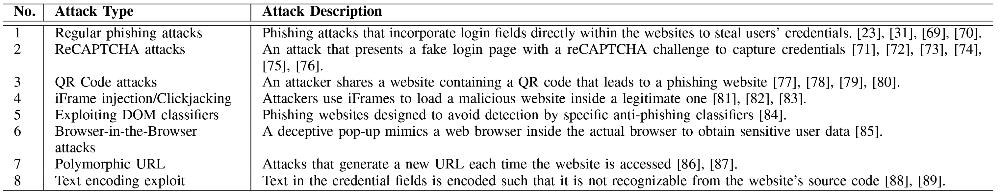 No. Attack Type Attack Description
1 Regular phishing attacks Phishing attacks that incorporate login fields directly within the websites to steal users’ credentials. [23], [31], [69], [70].
2 ReCAPTCHA attacks An attack that presents a fake login page with a reCAPTCHA challenge to capture credentials [71], [72], [73], [74],
[75], [76].
3 QR Code attacks An attacker shares a website containing a QR code that leads to a phishing website [77], [78], [79], [80].
4 iFrame injection/Clickjacking Attackers use iFrames to load a malicious website inside a legitimate one [81], [82], [83].
5 Exploiting DOM classifiers Phishing websites designed to avoid detection by specific anti-phishing classifiers [84].
6 Browser-in-the-Browser A deceptive pop-up mimics a web browser inside the actual browser to obtain sensitive user data [85].
attacks
7 Polymorphic URL Attacks that generate a new URL each time the website is accessed [86], [87].
8 Text encoding exploit Text in the credential fields is encoded such that it is not recognizable from the website’s source code [88], [89].